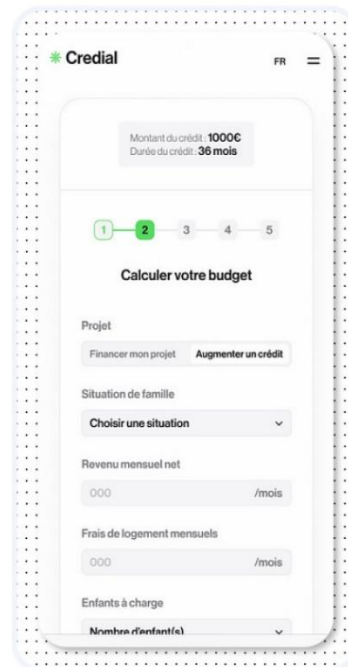 Credial
FR
Montant du crédit : 1000€
Durée du crédit : 36 mois
1 2 3 4 5
Calculer votre budget
Projet
Financer mon projet Augmenter un crédit
Situation de famille
Choisir une situation
Revenu mensuel net
000 /mois
Frais de logement mensuels
000 /mois
Enfants à charge
Nombre d'enfant(s)